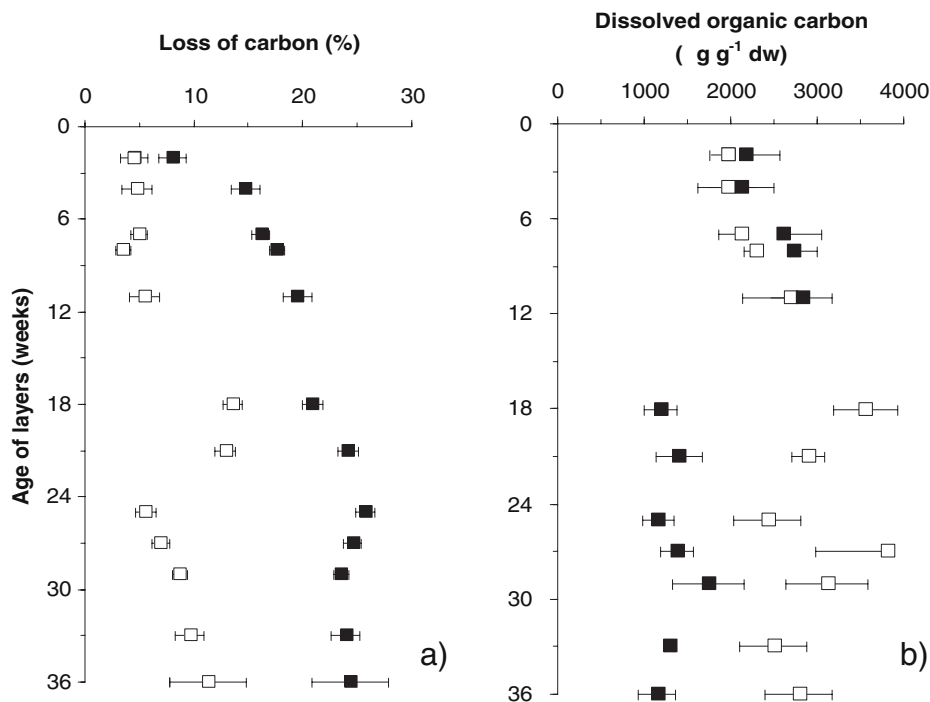 Loss of carbon (%)
0 10 20 30
0
6
12
18
24
30
36
Age of layers (weeks)
a)
Dissolved organic carbon
( g g-1 dw)
0 1000 2000 3000 4000
0
6
12
18
24
30
36
b)